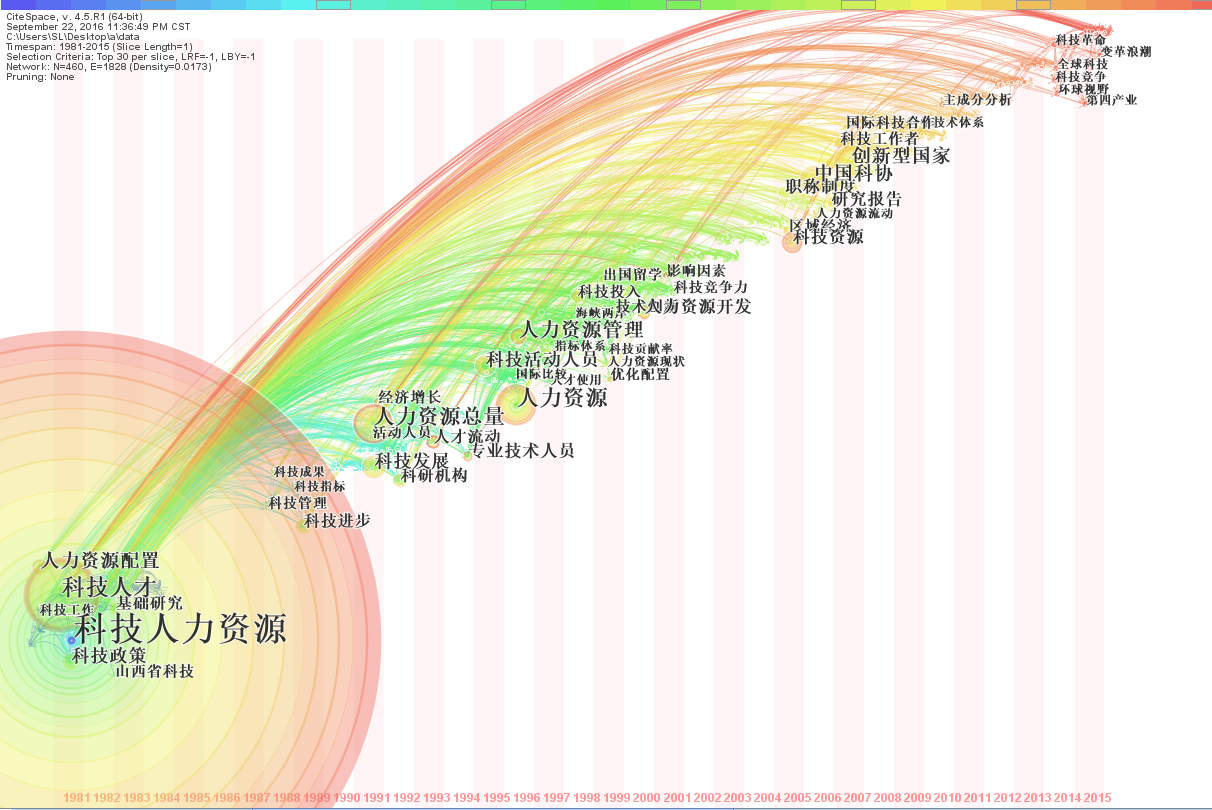 CiteSpace, v. 4.5.R1 (64-bit)
September 22, 2016 11:36:49 PM CST
C:\Users\SL\Desktop\a\data
Timespan: 1981-2015 (Slice Length=1)
Selection Criteria: Top 30 per slice, LRF=-1, LBY=-1
Network: N=460, E=1828 (Density=0.0173)
Pruning: None
科技革命
变革浪潮
全球科技
科技竞争
环球视野
第四产业
主成分分析
国际科技合作
技术体系
科技工作者
创新型国家
中国科协
职称制度
研究报告
人力资源流动
区域经济
科技资源
出国留学
影响因素
科技投入
科技竞争力
人力资源开发
海峡两岸
人力资源管理
指标体系
科技贡献率
科技活动人员
人力资源现状
国际比较
人才使用
优化配置
经济增长
人力资源
人力资源总量
活动人员
人才流动
专业技术人员
科技发展
科研机构
科技成果
科技指标
科技管理
科技进步
人力资源配置
科技人才
科技工作
基础研究
科技人力资源
科技政策
山西省科技
1981 1982 1983 1984 1985 1986 1987 1988 1989 1990 1991 1992 1993 1994 1995 1996 1997 1998 1999 2000 2001 2002 2003 2004 2005 2006 2007 2008 2009 2010 2011 2012 2013 2014 2015